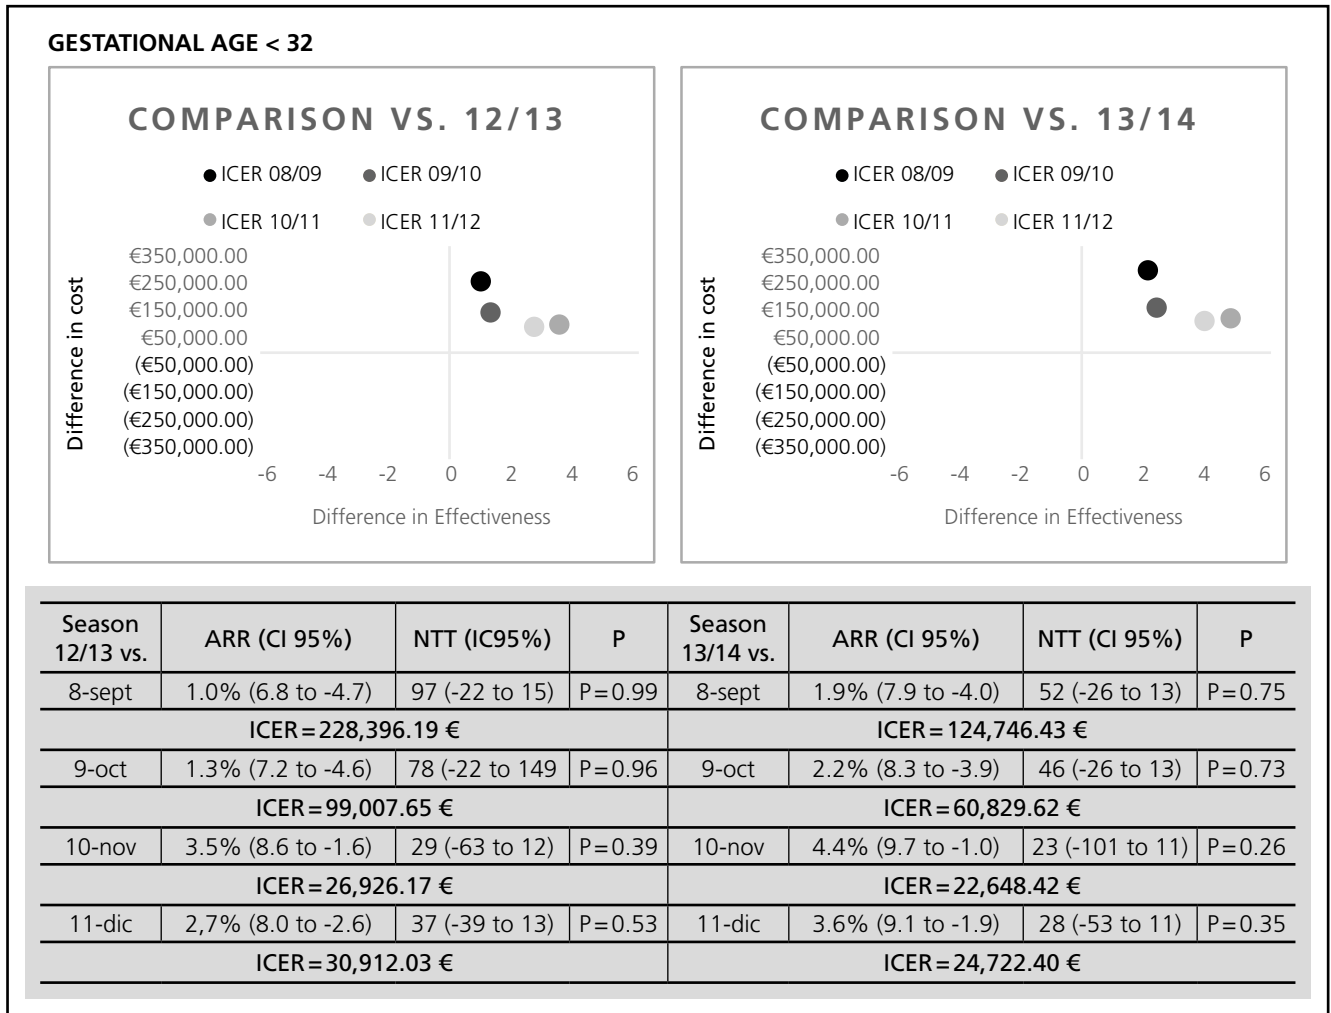 GESTATIONAL AGE < 32
COMPARISON VS. 12/13
ICER 08/09 ICER 09/10
ICER 10/11 ICER 11/12
Difference in cost
€350,000.00
€250,000.00
€150,000.00
€50,000.00
(€50,000.00)
(€150,000.00)
(€250,000.00)
(€350,000.00)
-6 -4 -2 0 2 4 6
Difference in Effectiveness
COMPARISON VS. 13/14
ICER 08/09 ICER 09/10
ICER 10/11 ICER 11/12
Difference in cost
€350,000.00
€250,000.00
€150,000.00
€50,000.00
(€50,000.00)
(€150,000.00)
(€250,000.00)
(€350,000.00)
-6 -4 -2 0 2 4 6
Difference in Effectiveness
Season 12/13 vs. ARR (CI 95%) NTT (IC95%) P Season 13/14 vs. ARR (CI 95%) NTT (CI 95%) P
8-sept 1.0% (6.8 to -4.7) 97 (-22 to 15) P=0.99 8-sept 1.9% (7.9 to -4.0) 52 (-26 to 13) P=0.75
ICER=228,396.19 € ICER=124,746.43 €
9-oct 1.3% (7.2 to -4.6) 78 (-22 to 149 P=0.96 9-oct 2.2% (8.3 to -3.9) 46 (-26 to 13) P=0.73
ICER=99,007.65 € ICER=60,829.62 €
10-nov 3.5% (8.6 to -1.6) 29 (-63 to 12) P=0.39 10-nov 4.4% (9.7 to -1.0) 23 (-101 to 11) P=0.26
ICER=26,926.17 € ICER=22,648.42 €
11-dic 2,7% (8.0 to -2.6) 37 (-39 to 13) P=0.53 11-dic 3.6% (9.1 to -1.9) 28 (-53 to 11) P=0.35
ICER=30,912.03 € ICER=24,722.40 €